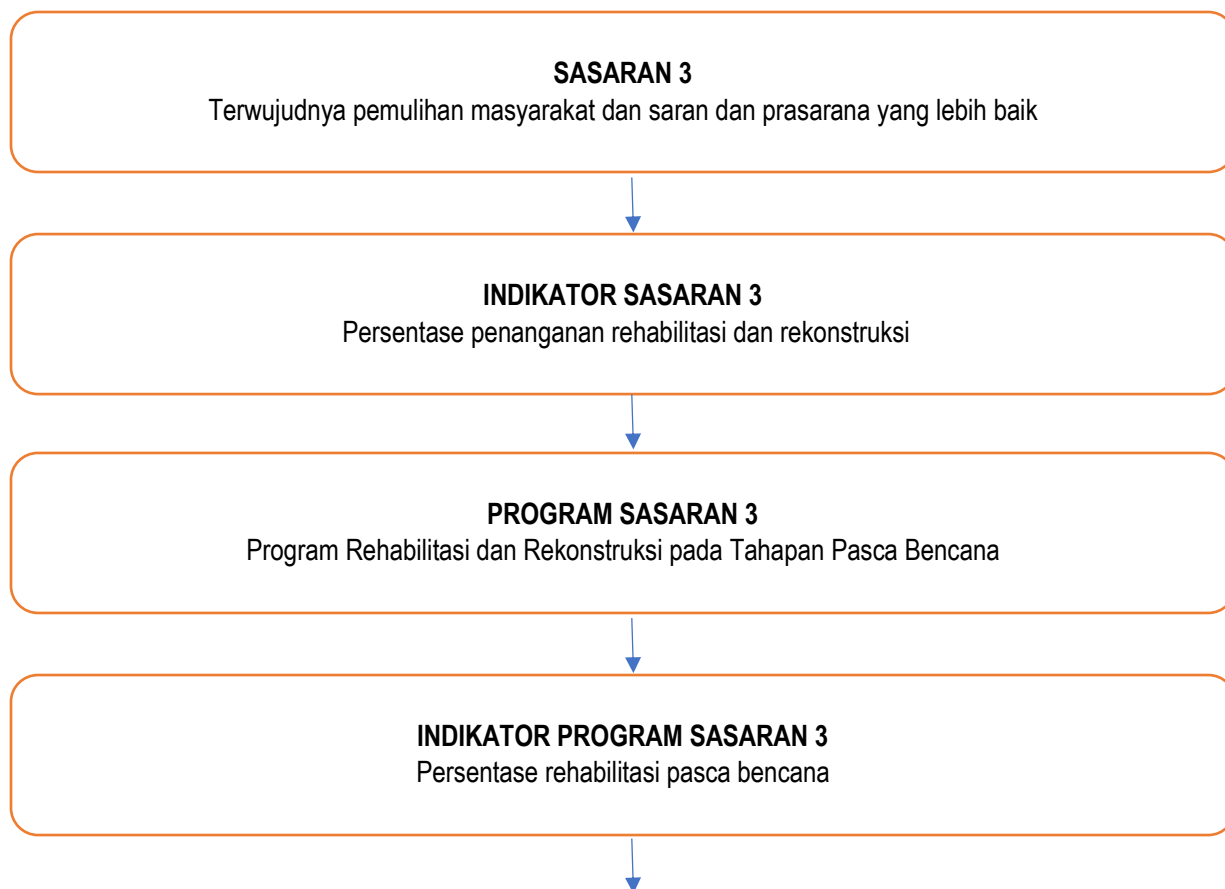 SASARAN 3
Terwujudnya pemulihan masyarakat dan saran dan prasarana yang lebih baik
INDIKATOR SASARAN 3
Persentase penanganan rehabilitasi dan rekonstruksi
PROGRAM SASARAN 3
Program Rehabilitasi dan Rekonstruksi pada Tahapan Pasca Bencana
INDIKATOR PROGRAM SASARAN 3
Persentase rehabilitasi pasca bencana